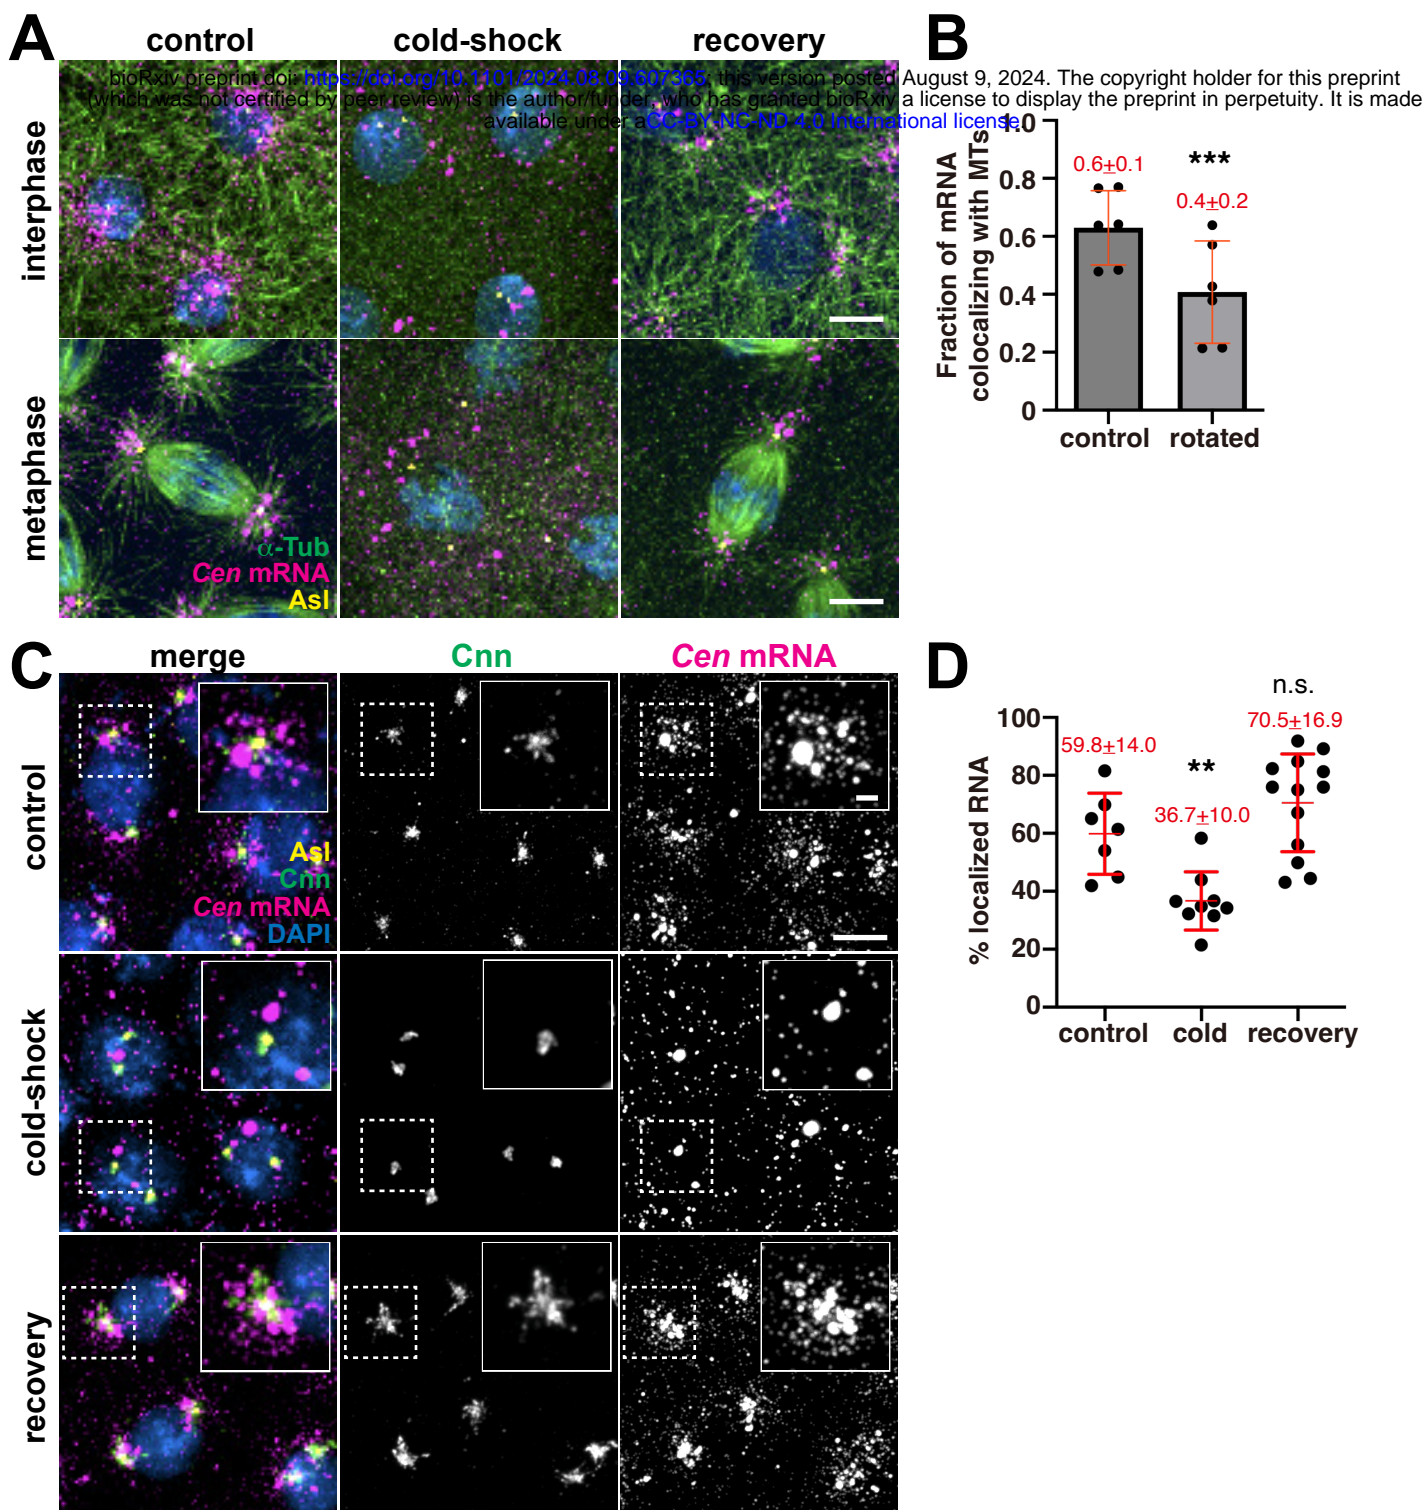 A
control
cold-shock
recovery
B
bioRxiv preprint doi: https://doi.org/10.1101/2024.08.09.607365; this version posted August 9, 2024. The copyright holder for this preprint
(which was not certified by peer review) is the author/funder, who has granted bioRxiv a license to display the preprint in perpetuity. It is made
available under aCC-BY-NC-ND 4.0 International license.
interphase
metaphase
α-Tub
Cen mRNA
Asl
Fraction of mRNA
colocalizing with MTs
1.0
0.8
0.6
0.4
0.2
0
0.6±0.1
***
0.4±0.2
control
rotated
C
merge
Cnn
Cen mRNA
control
Asl
Cnn
Cen mRNA
DAPI
cold-shock
recovery
D
% localized RNA
100
80
60
40
20
0
59.8±14.0
**
36.7±10.0
n.s.
70.5±16.9
control
cold
recovery